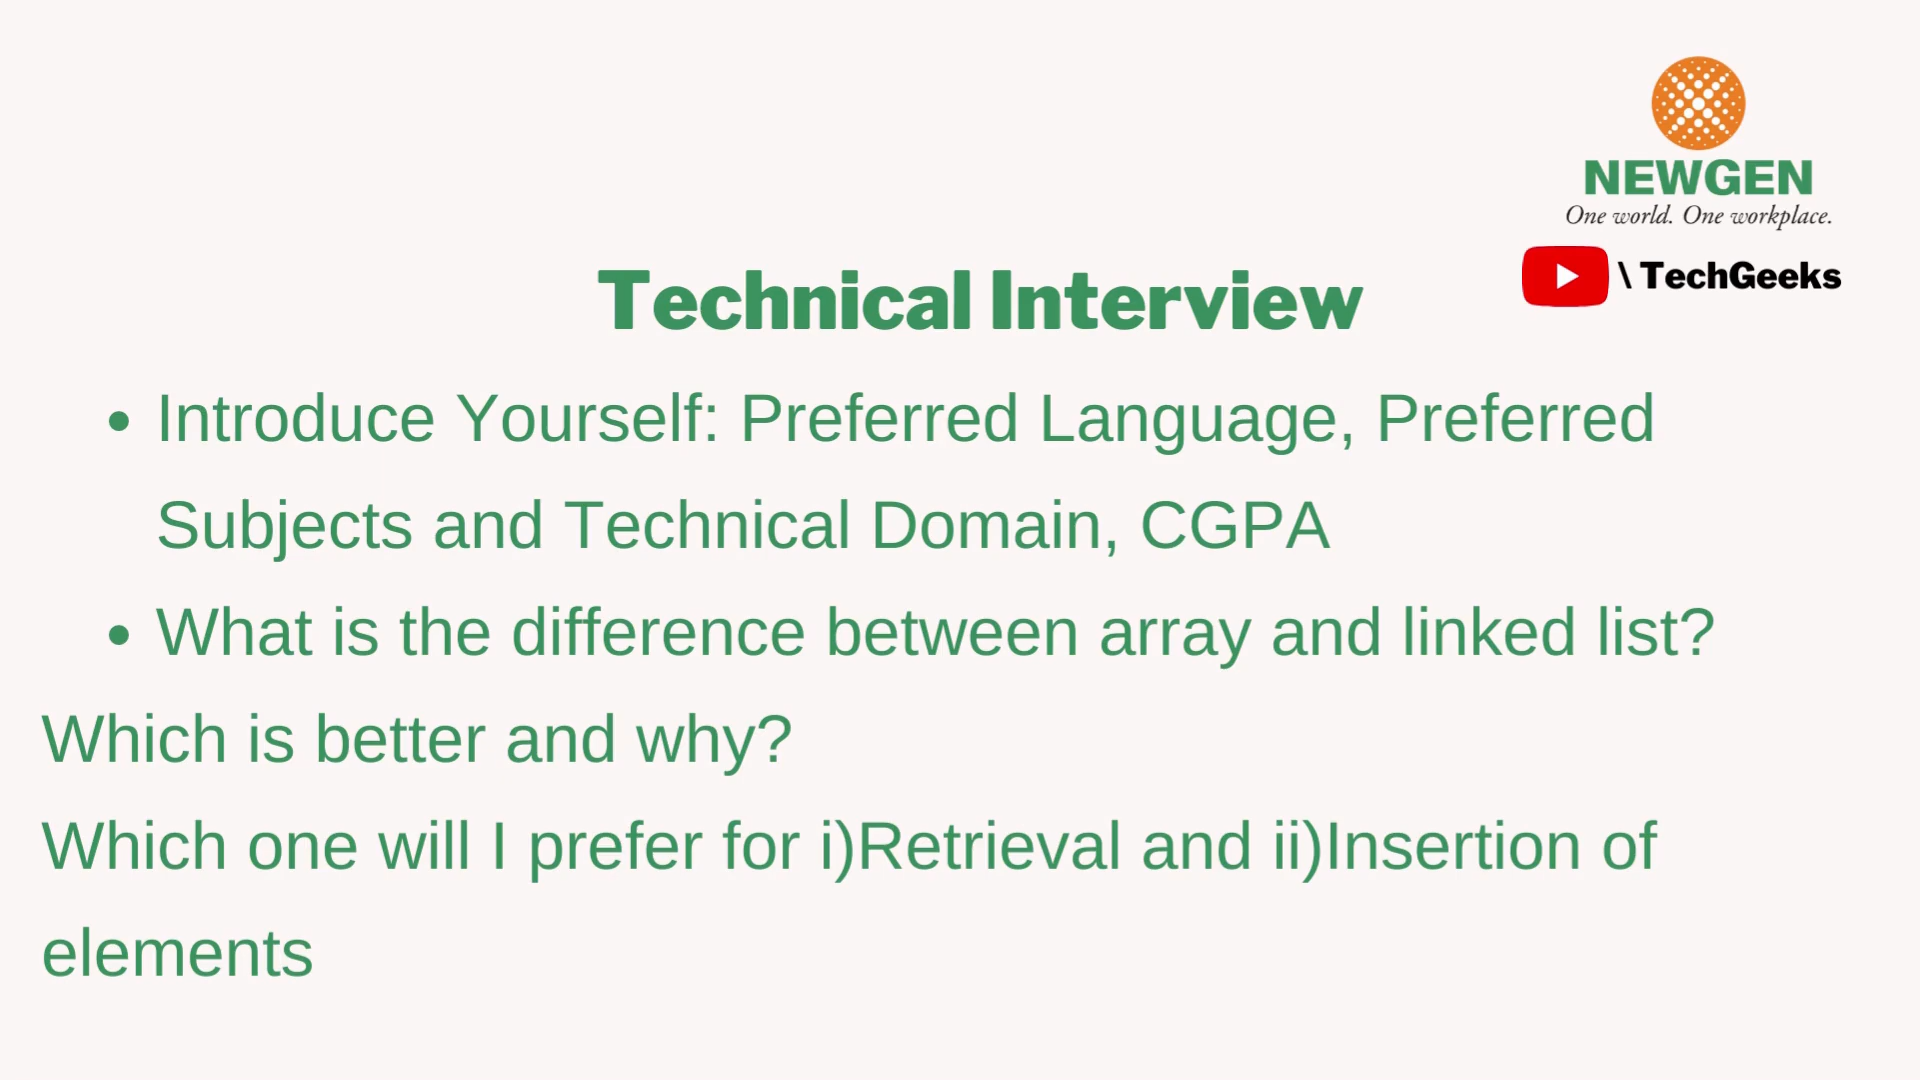 NEWGEN
One world. One workplace.
\ TechGeeks
Technical Interview
• Introduce Yourself: Preferred Language, Preferred
Subjects and Technical Domain, CGPA
• What is the difference between array and linked list?
Which is better and why?
Which one will I prefer for i)Retrieval and ii)Insertion of
elements